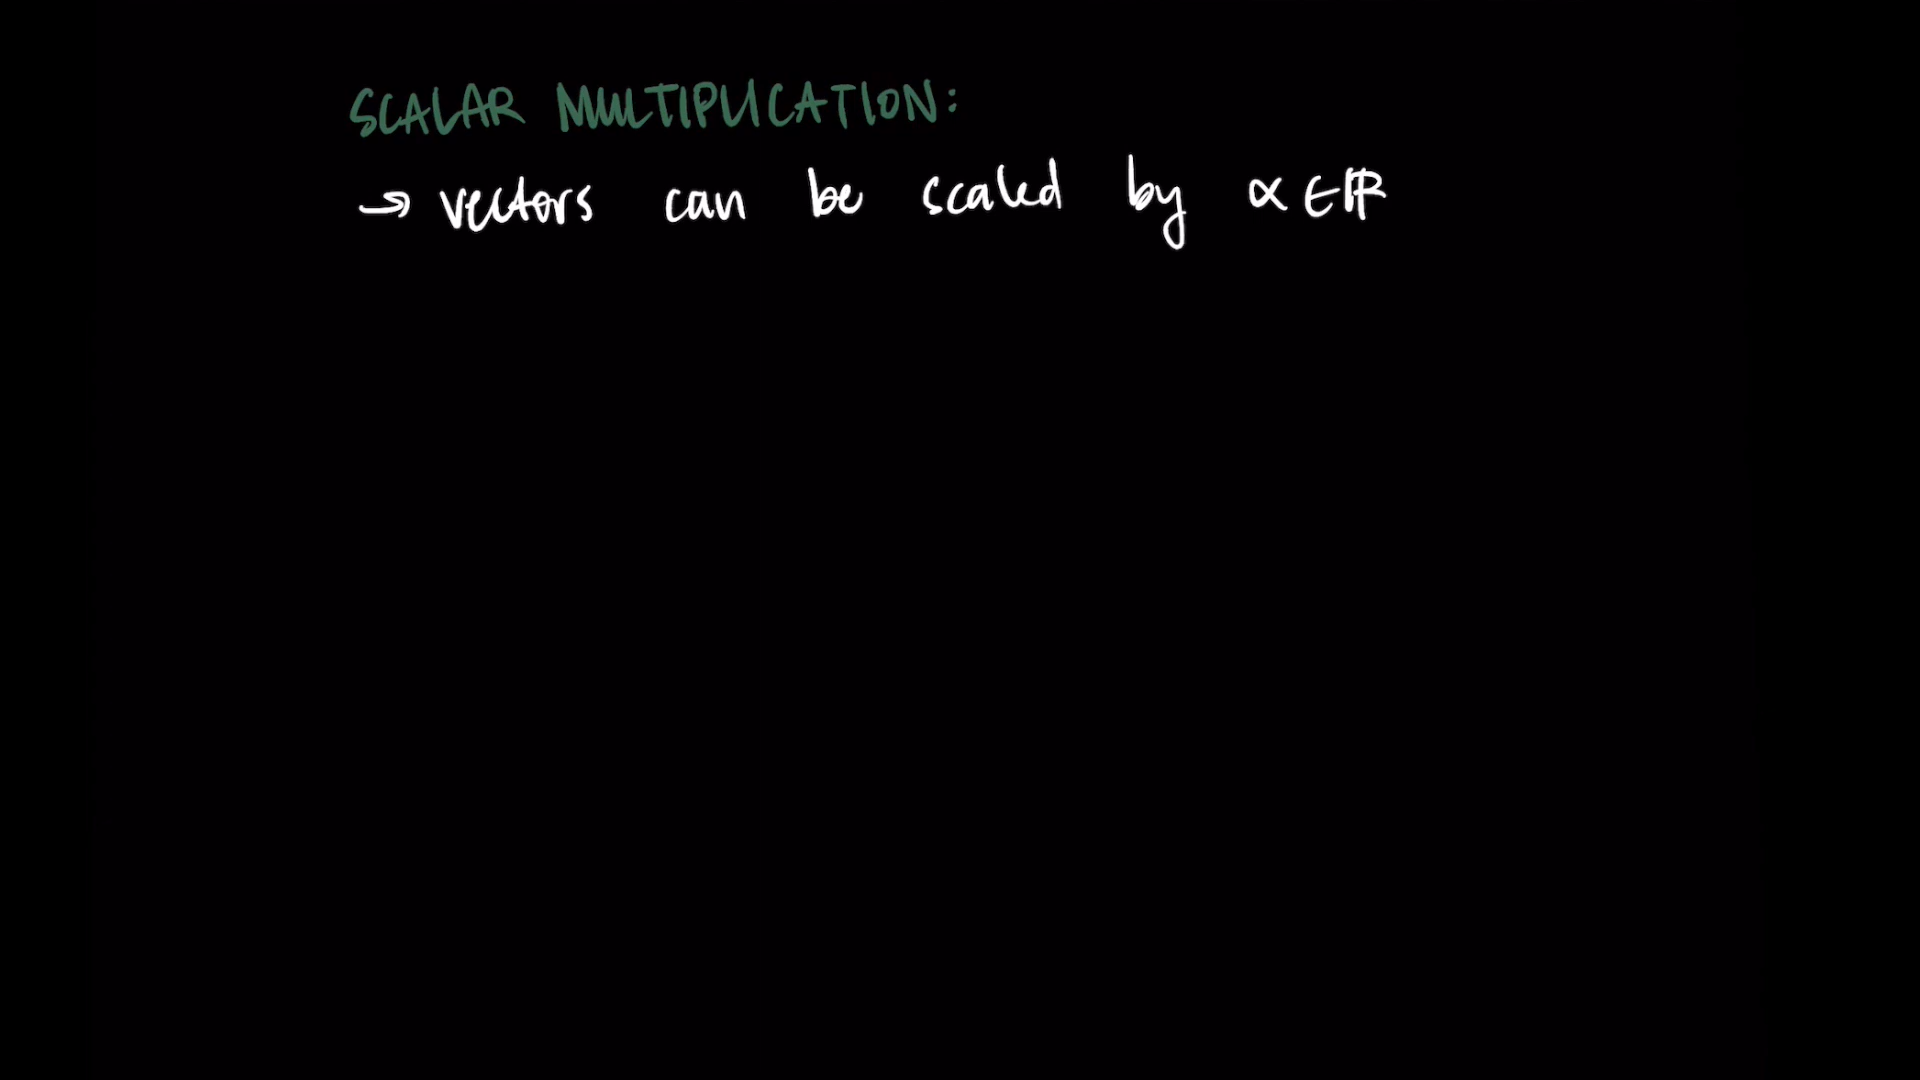 SCALAR MULTIPLICATION:
→ vectors can be scaled by α ∈ ℝ